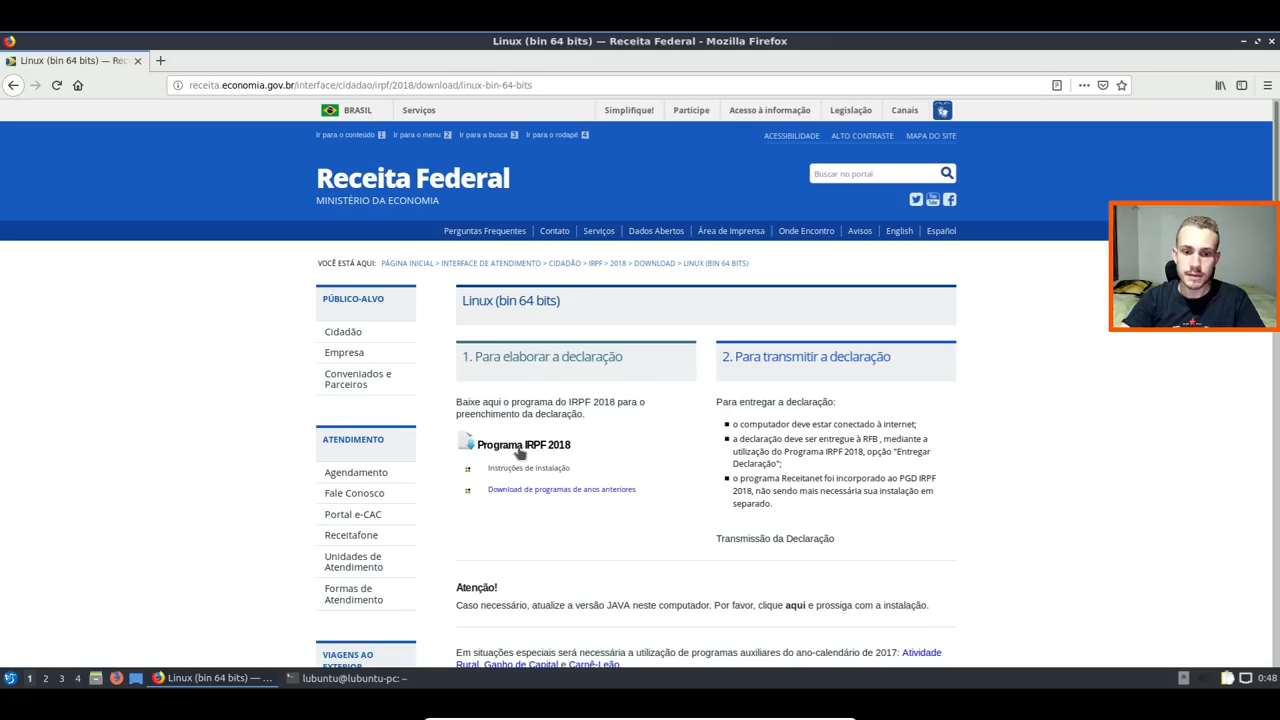 Linux (bin 64 bits) — Receita Federal - Mozilla Firefox
Linux (bin 64 bits) — Rec
receita.economia.gov.br/interface/cidadao/irpf/2018/download/linux-bin-64-bits
BRASIL Serviços Simplifique! Participe Acesso à informação Legislação Canais
Ir para o conteúdo 1 Ir para o menu 2 Ir para a busca 3 Ir para o rodapé 4 ACESSIBILIDADE ALTO CONTRASTE MAPA DO SITE
Receita Federal
MINISTÉRIO DA ECONOMIA
Buscar no portal
You Tube
Perguntas Frequentes Contato Serviços Dados Abertos Área de Imprensa Onde Encontro Avisos English Español
VOCÊ ESTÁ AQUI: PÁGINA INICIAL > INTERFACE DE ATENDIMENTO > CIDADÃO > IRPF > 2018 > DOWNLOAD > LINUX (BIN 64 BITS)
PÚBLICO-ALVO
Cidadão
Empresa
Conveniados e
Parceiros
ATENDIMENTO
Agendamento
Fale Conosco
Portal e-CAC
Receitafone
Unidades de
Atendimento
Formas de
Atendimento
VIAGENS AO
EXTERIOR
Linux (bin 64 bits)
1. Para elaborar a declaração
Baixe aqui o programa do IRPF 2018 para o
preenchimento da declaração.
Programa IRPF 2018
Instruções de instalação
Download de programas de anos anteriores
2. Para transmitir a declaração
Para entregar a declaração:
o computador deve estar conectado à internet;
a declaração deve ser entregue à RFB , mediante a
utilização do Programa IRPF 2018, opção "Entregar
Declaração";
o programa Receitanet foi incorporado ao PGD IRPF
2018, não sendo mais necessária sua instalação em
separado.
Transmissão da Declaração
Atenção!
Caso necessário, atualize a versão JAVA neste computador. Por favor, clique aqui e prossiga com a instalação.
Em situações especiais será necessária a utilização de programas auxiliares do ano-calendário de 2017: Atividade
Rural, Ganho de Capital e Carnê-Leão.
1 2 3 4 Linux (bin 64 bits) — ... lubuntu@lubuntu-pc: ~ 0:48